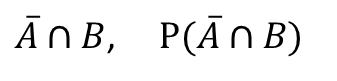 Ā ∩ B, P(Ā ∩ B)